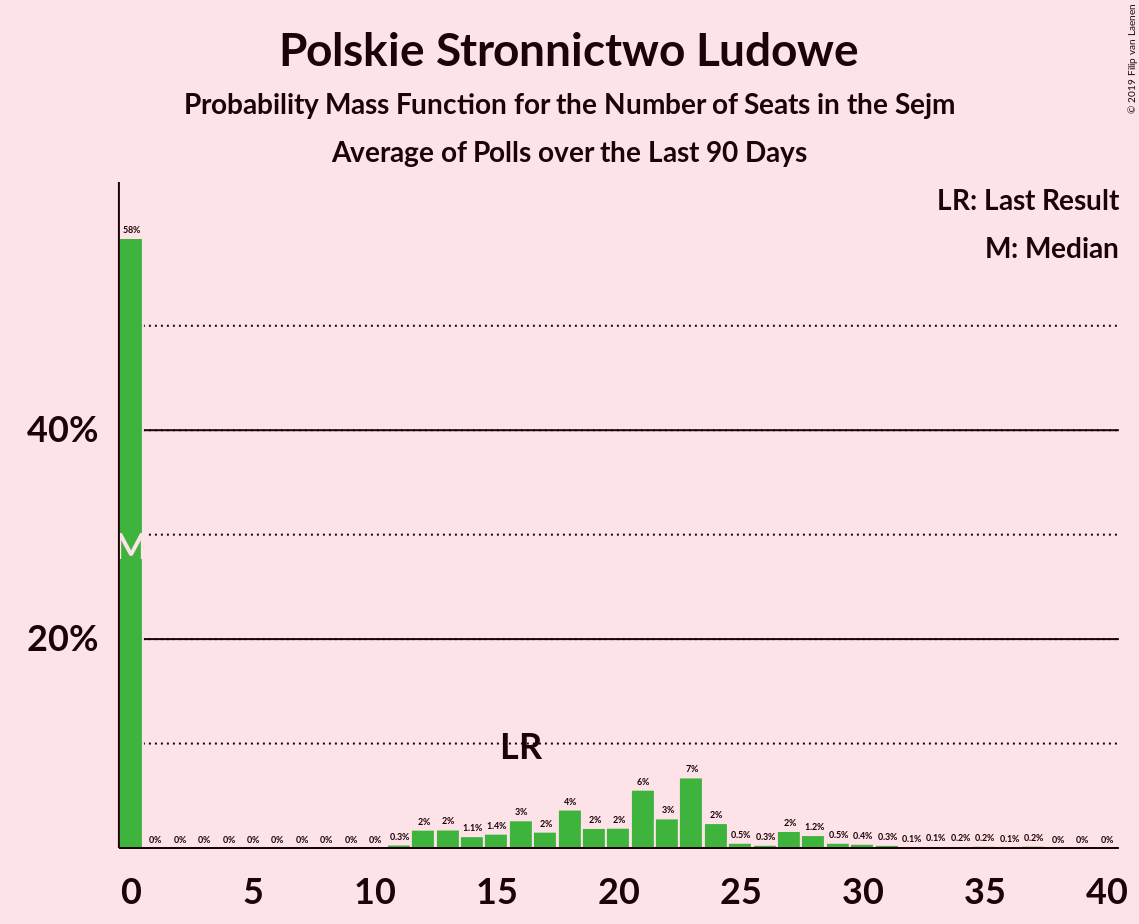 Polskie Stronnictwo Ludowe
Probability Mass Function for the Number of Seats in the Sejm
Average of Polls over the Last 90 Days
© 2019 Filip van Laenen
LR: Last Result
M: Median
58%
40%
20%
M
LR
0% 0% 0% 0% 0% 0% 0% 0% 0% 0% 0.3% 2% 2% 1.1% 1.4% 3% 2% 4% 2% 2% 6% 3% 7% 2% 0.5% 0.3% 2% 1.2% 0.5% 0.4% 0.3% 0.1% 0.1% 0.2% 0.2% 0.1% 0.2% 0% 0% 0%
0 5 10 15 20 25 30 35 40